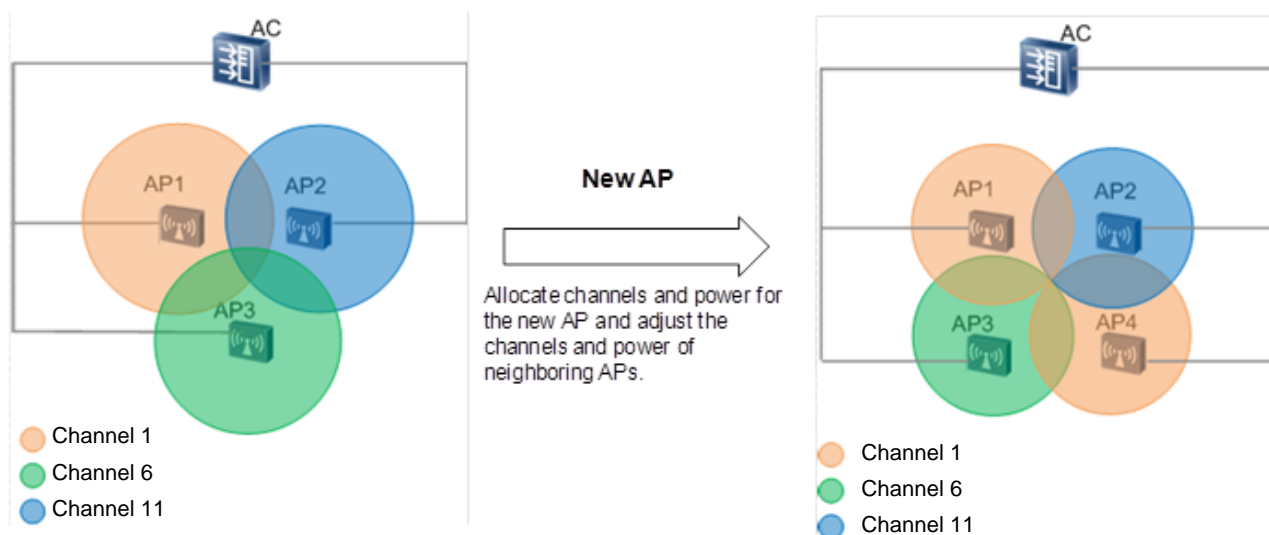 AC
AP1
AP2
AP3
Channel 1
Channel 6
Channel 11
New AP
Allocate channels and power for
the new AP and adjust the
channels and power of
neighboring APs.
AC
AP1
AP2
AP3
AP4
Channel 1
Channel 6
Channel 11